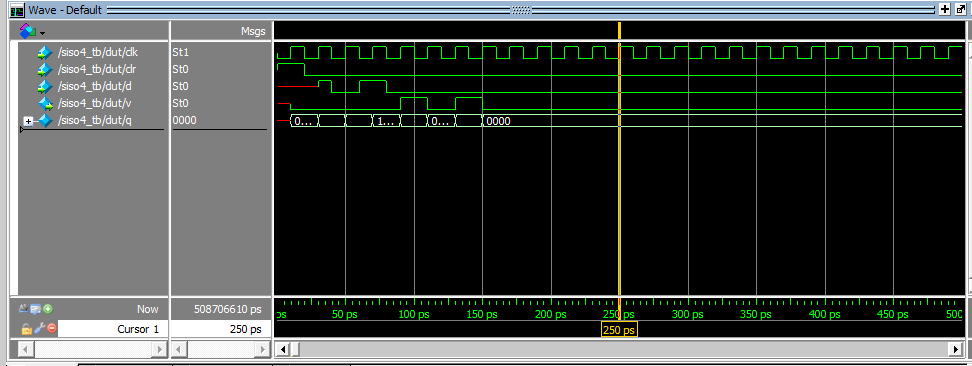 Wave - Default
Msgs
/siso4_tb/dut/clk St1
/siso4_tb/dut/clr St0
/siso4_tb/dut/d St0
/siso4_tb/dut/v St0
/siso4_tb/dut/q 0000 0... 1... 0... 0000
Now 508706610 ps ps 50 ps 100 ps 150 ps 200 ps 250 ps 300 ps 350 ps 400 ps 450 ps 500
Cursor 1 250 ps 250 ps